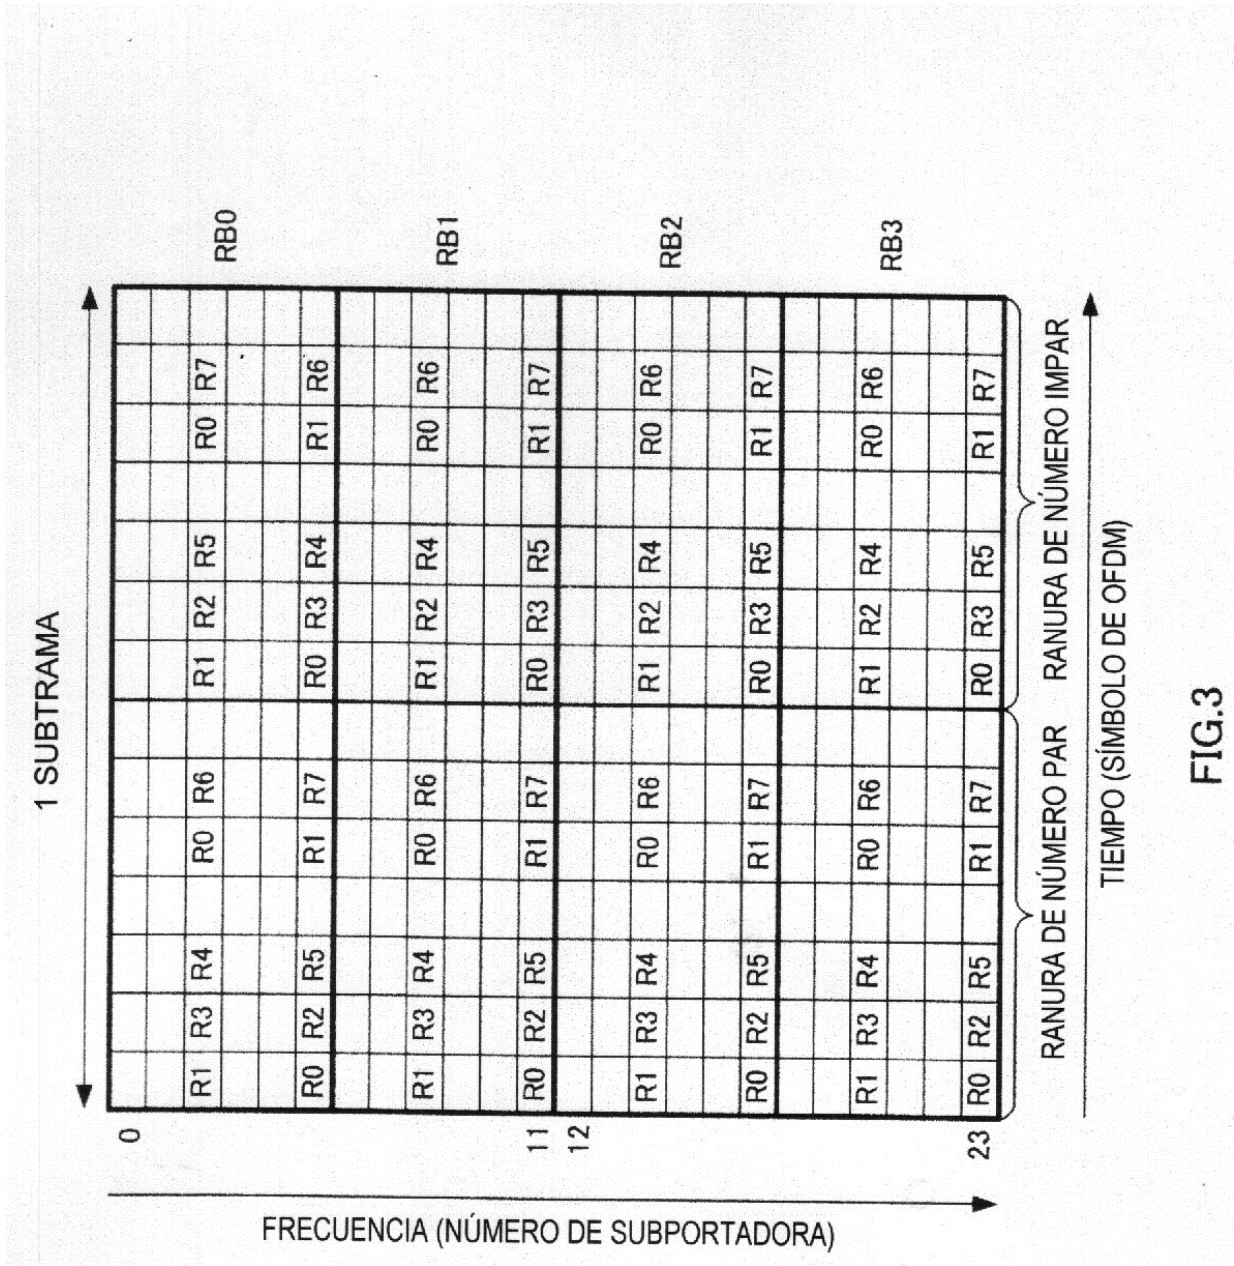 1 SUBTRAMA
0
R1 R3 R4 R0 R6 R1 R2 R5 R0 R7
RB0
R0 R2 R5 R1 R7 R0 R3 R4 R1 R6
R1 R3 R4 R0 R6 R1 R2 R4 R0 R6
RB1
11 R0 R2 R5 R1 R7 R0 R3 R5 R1 R7
12
R1 R3 R4 R0 R6 R1 R2 R4 R0 R6
RB2
R0 R2 R5 R1 R7 R0 R3 R5 R1 R7
R1 R3 R4 R0 R6 R1 R2 R4 R0 R6
RB3
23 R0 R2 R5 R1 R7 R0 R3 R5 R1 R7
FRECUENCIA (NÚMERO DE SUBPORTADORA)
RANURA DE NÚMERO PAR RANURA DE NÚMERO IMPAR
TIEMPO (SÍMBOLO DE OFDM)
FIG.3